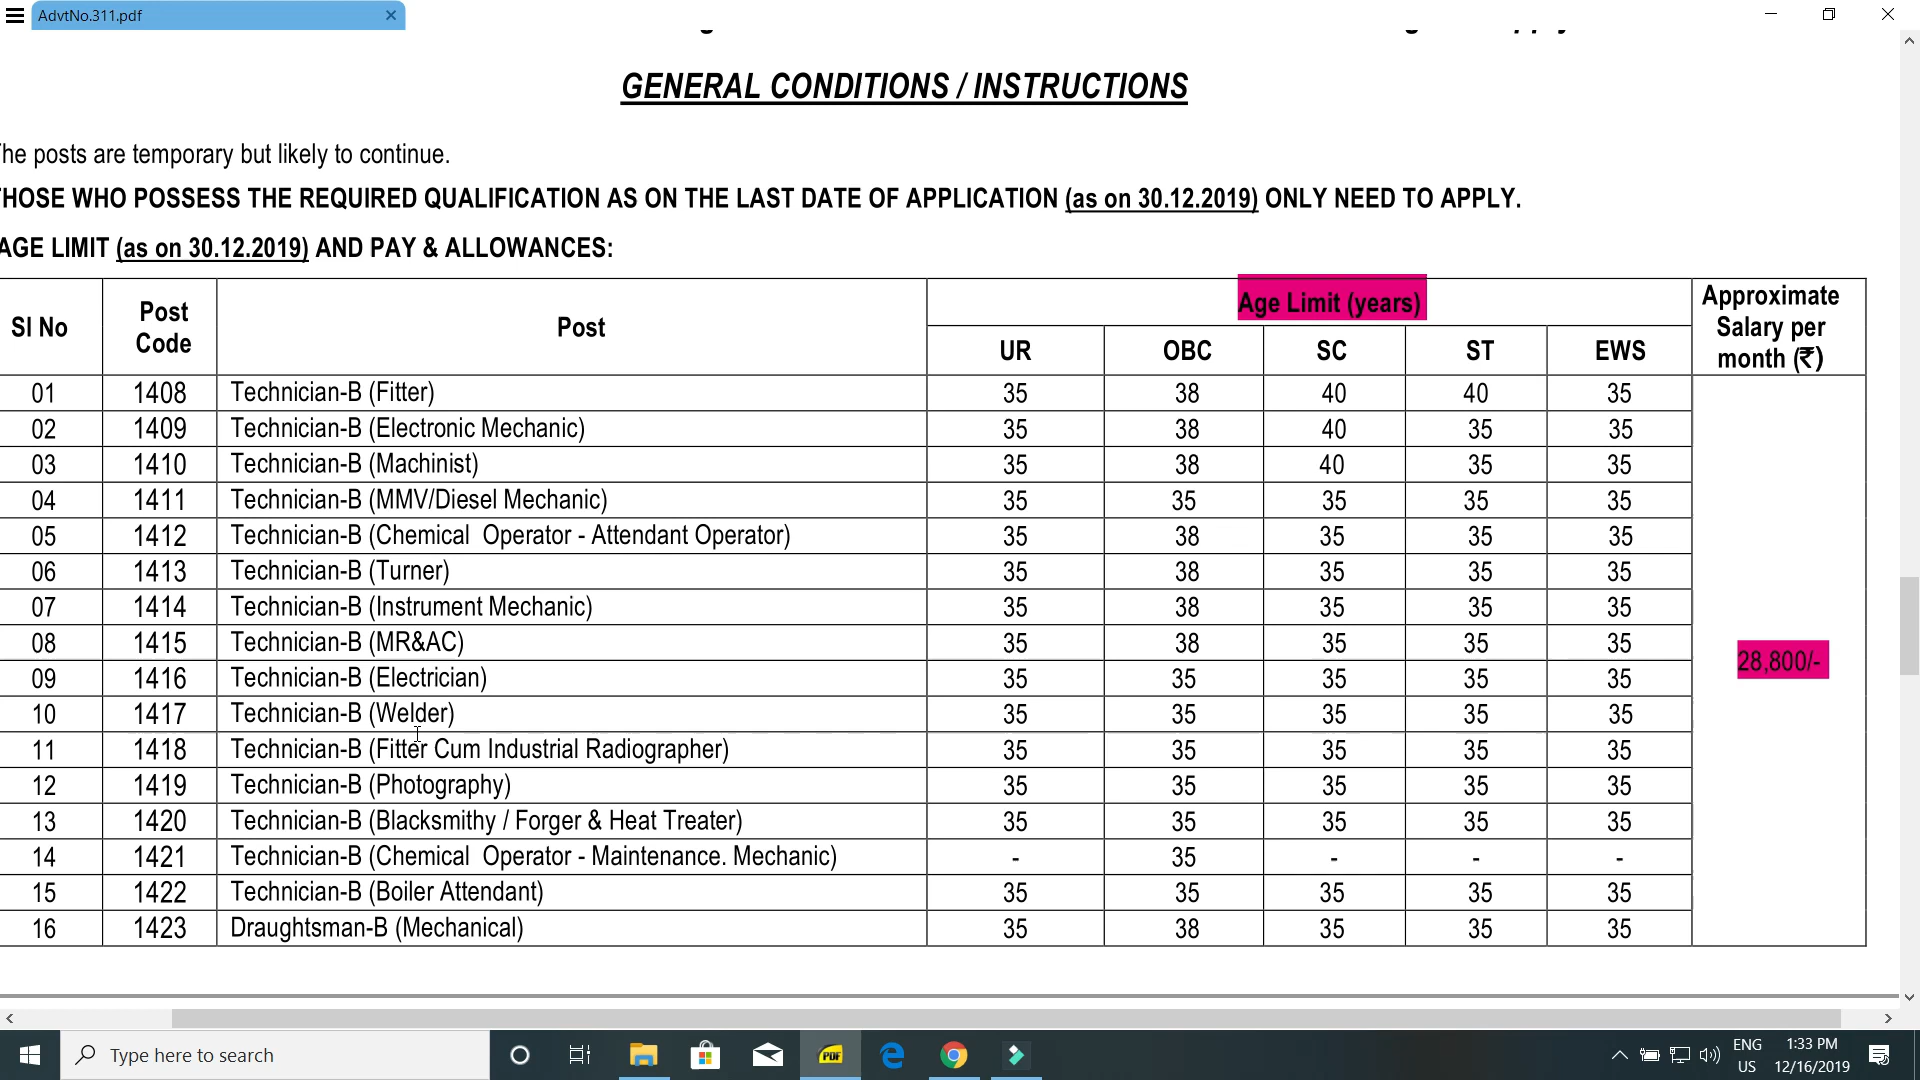 AdvtNo.311.pdf
GENERAL CONDITIONS / INSTRUCTIONS
he posts are temporary but likely to continue.
HOSE WHO POSSESS THE REQUIRED QUALIFICATION AS ON THE LAST DATE OF APPLICATION (as on 30.12.2019) ONLY NEED TO APPLY.
AGE LIMIT (as on 30.12.2019) AND PAY & ALLOWANCES:
Sl No Post Code Post Age Limit (years) Approximate Salary per month (₹)
UR OBC SC ST EWS
01 1408 Technician-B (Fitter) 35 38 40 40 35
02 1409 Technician-B (Electronic Mechanic) 35 38 40 35 35
03 1410 Technician-B (Machinist) 35 38 40 35 35
04 1411 Technician-B (MMV/Diesel Mechanic) 35 35 35 35 35
05 1412 Technician-B (Chemical Operator - Attendant Operator) 35 38 35 35 35
06 1413 Technician-B (Turner) 35 38 35 35 35
07 1414 Technician-B (Instrument Mechanic) 35 38 35 35 35
08 1415 Technician-B (MR&AC) 35 38 35 35 35
28,800/-
09 1416 Technician-B (Electrician) 35 35 35 35 35
10 1417 Technician-B (Welder) 35 35 35 35 35
11 1418 Technician-B (Fitter Cum Industrial Radiographer) 35 35 35 35 35
12 1419 Technician-B (Photography) 35 35 35 35 35
13 1420 Technician-B (Blacksmithy / Forger & Heat Treater) 35 35 35 35 35
14 1421 Technician-B (Chemical Operator - Maintenance. Mechanic) - 35 - - -
15 1422 Technician-B (Boiler Attendant) 35 35 35 35 35
16 1423 Draughtsman-B (Mechanical) 35 38 35 35 35
Type here to search
PDF
ENG
US
1:33 PM
12/16/2019